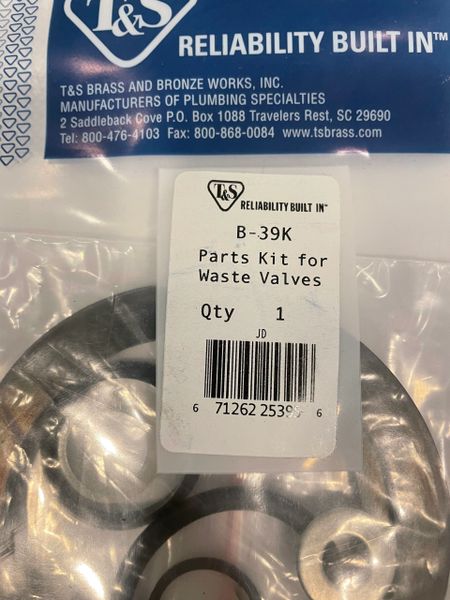 T&S
RELIABILITY BUILT IN™
T&S BRASS AND BRONZE WORKS, INC.
MANUFACTURERS OF PLUMBING SPECIALTIES
2 Saddleback Cove P.O. Box 1088 Travelers Rest, SC 29690
Tel: 800-476-4103 Fax: 800-868-0084 www.tsbrass.com
T&S RELIABILITY BUILT IN™
B-39K
Parts Kit for
Waste Valves
Qty 1
JD
6 71262 6